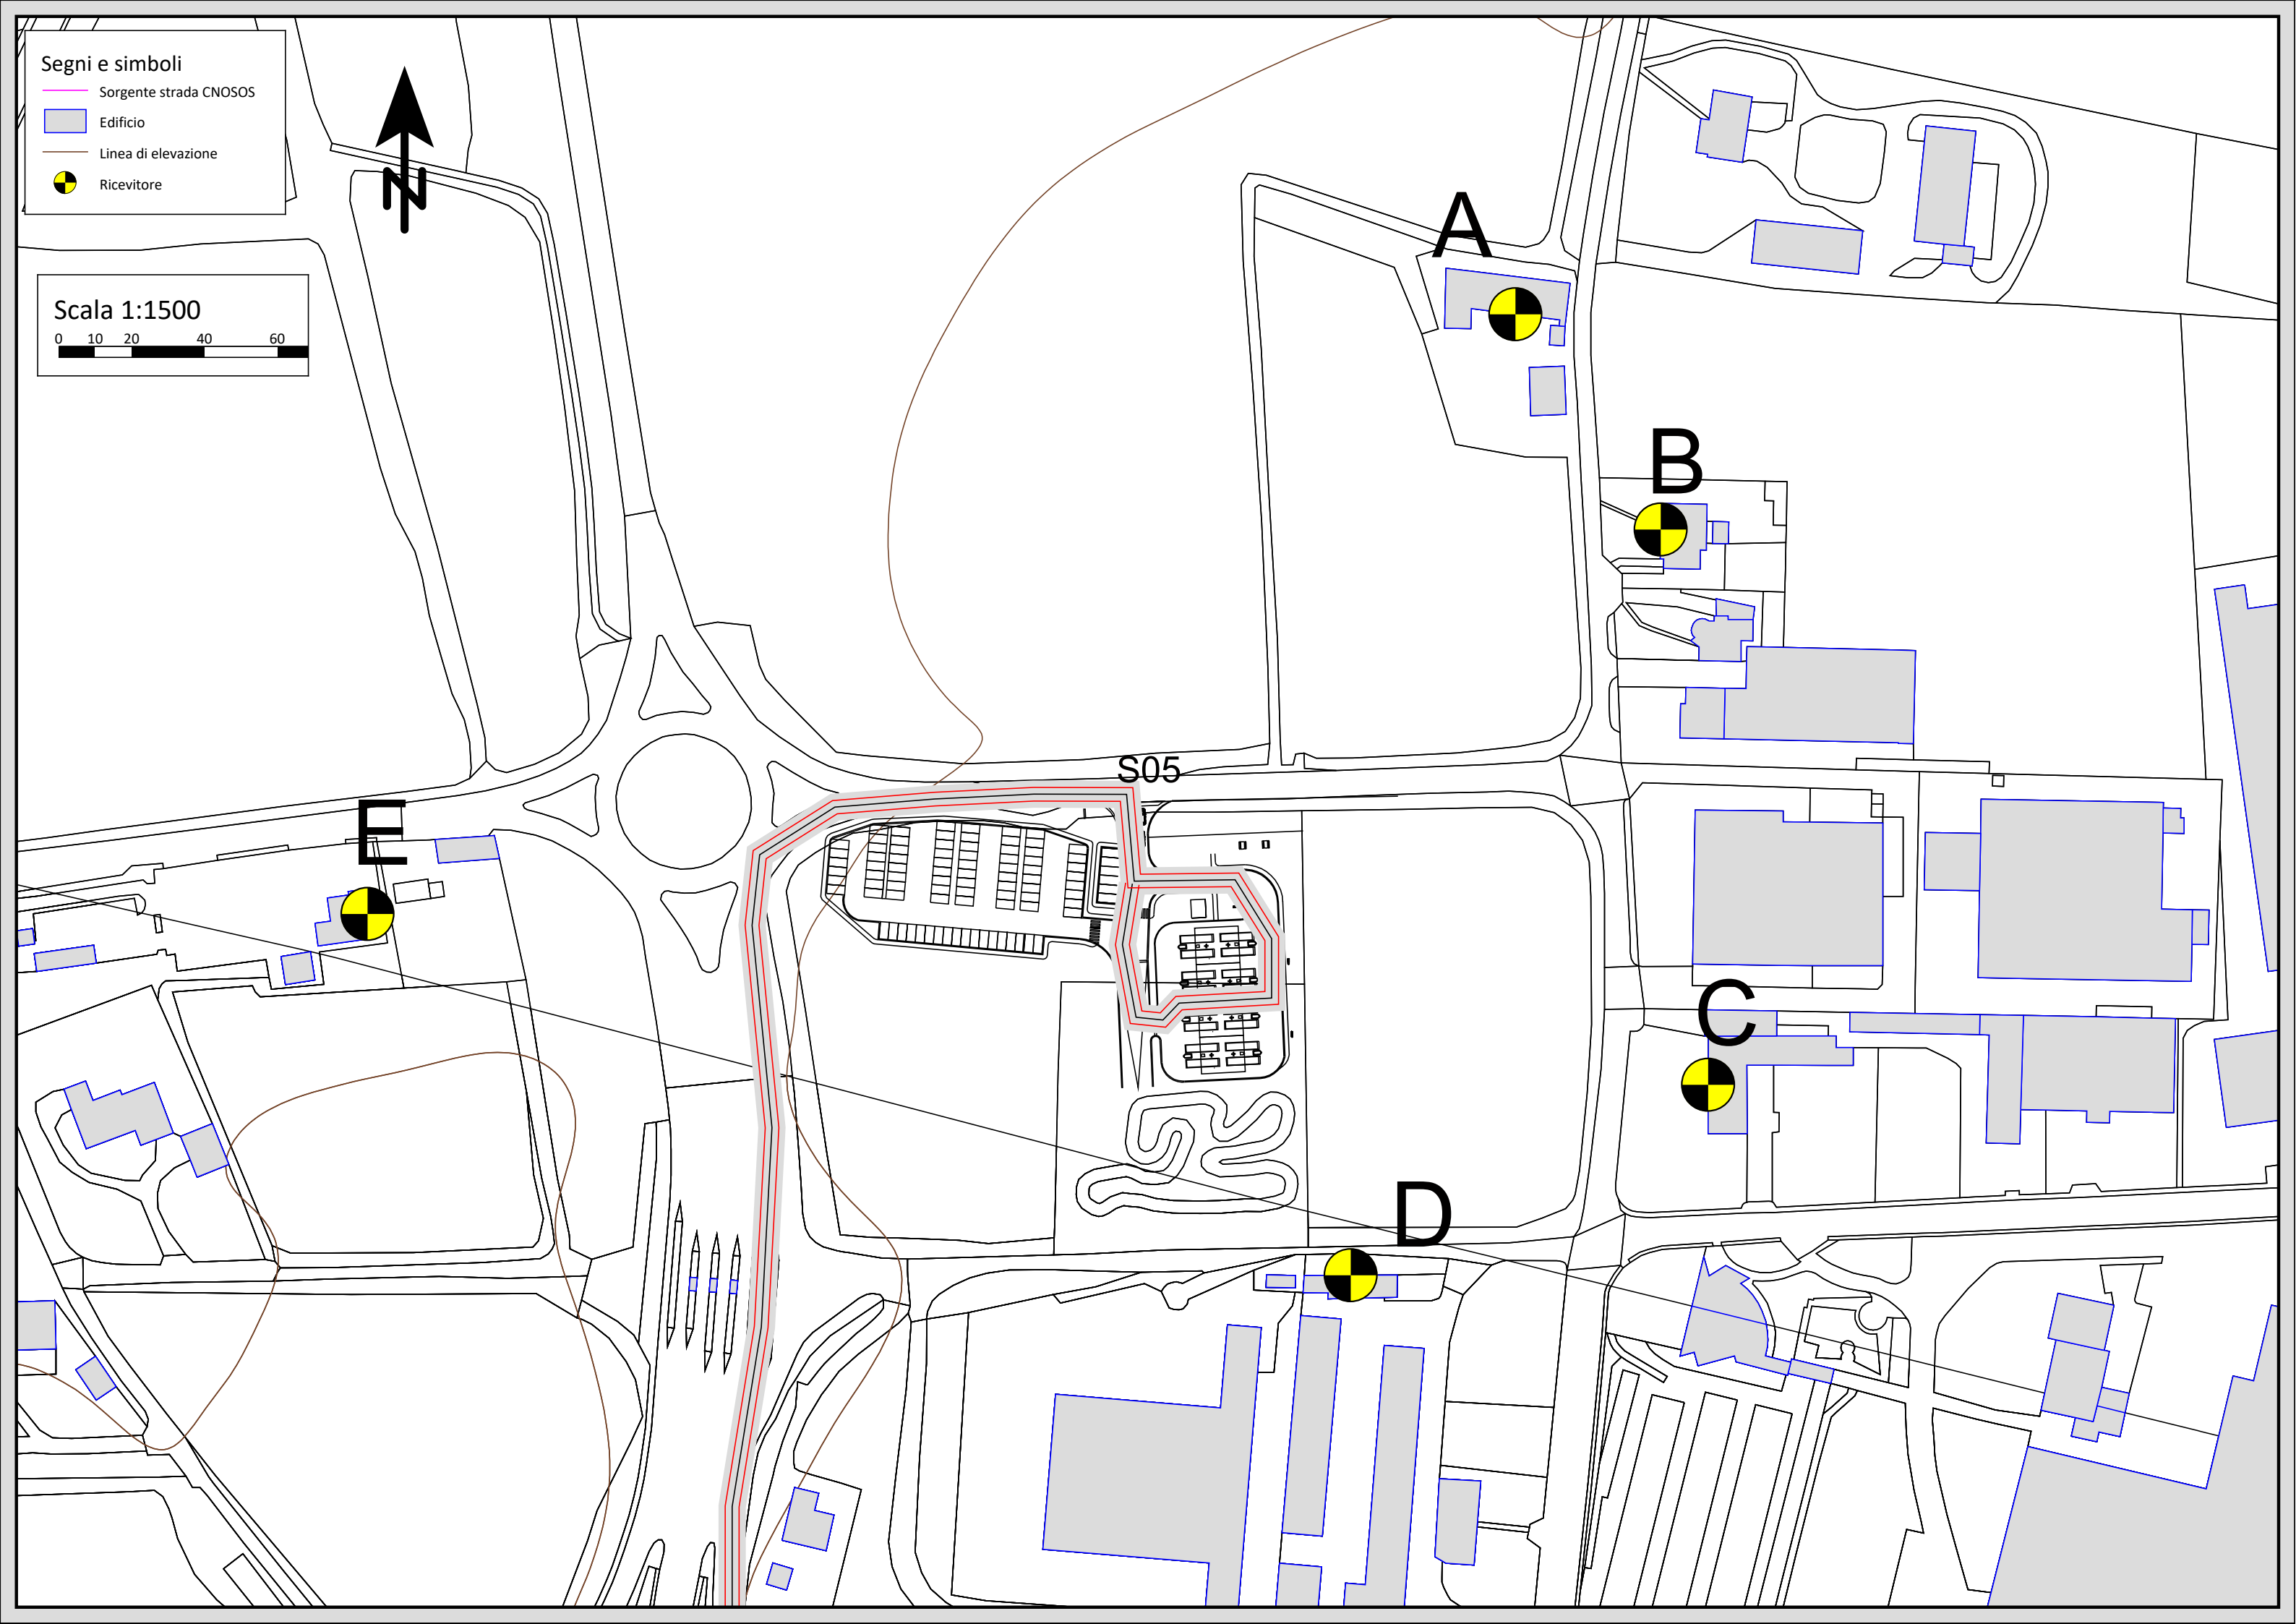 Segni e simboli
Sorgente strada CNOSOS
Edificio
Linea di elevazione
Ricevitore
N
Scala 1:1500
0 10 20 40 60
A
B
S05
E
C
D